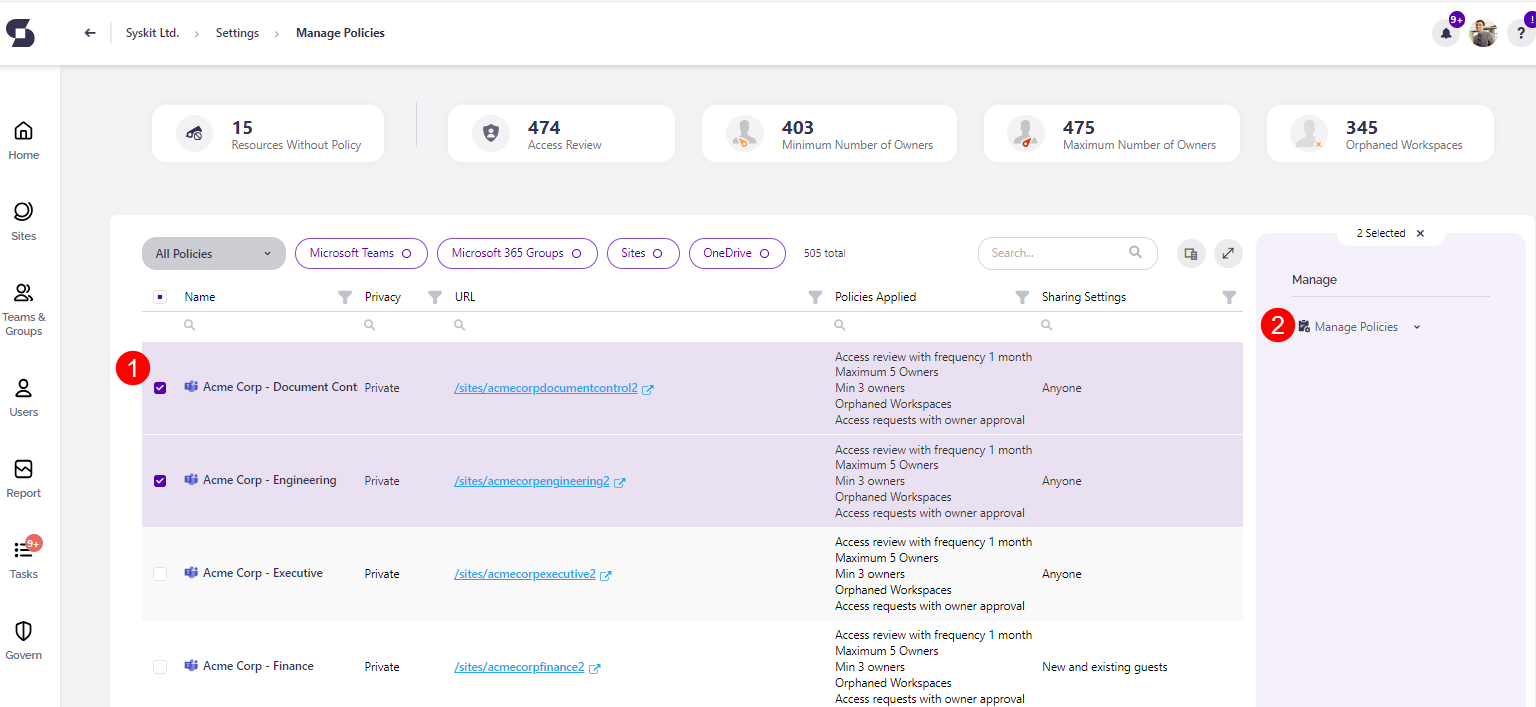 Syskit Ltd. › Settings › Manage Policies
9+
!
?
15
Resources Without Policy
474
Access Review
403
Minimum Number of Owners
475
Maximum Number of Owners
345
Orphaned Workspaces
Home
Sites
Teams &
Groups
Users
Report
9+
Tasks
Govern
All Policies
Microsoft Teams
Microsoft 365 Groups
Sites
OneDrive
505 total
Search...
Name Privacy URL Policies Applied Sharing Settings
1
Acme Corp - Document Cont Private /sites/acmecorpdocumentcontrol2
Access review with frequency 1 month
Maximum 5 Owners
Min 3 owners
Orphaned Workspaces
Access requests with owner approval
Anyone
Acme Corp - Engineering Private /sites/acmecorpengineering2
Access review with frequency 1 month
Maximum 5 Owners
Min 3 owners
Orphaned Workspaces
Access requests with owner approval
Anyone
Acme Corp - Executive Private /sites/acmecorpexecutive2
Access review with frequency 1 month
Maximum 5 Owners
Min 3 owners
Orphaned Workspaces
Access requests with owner approval
Anyone
Acme Corp - Finance Private /sites/acmecorpfinance2
Access review with frequency 1 month
Maximum 5 Owners
Min 3 owners
Orphaned Workspaces
Access requests with owner approval
New and existing guests
2 Selected
Manage
2
Manage Policies